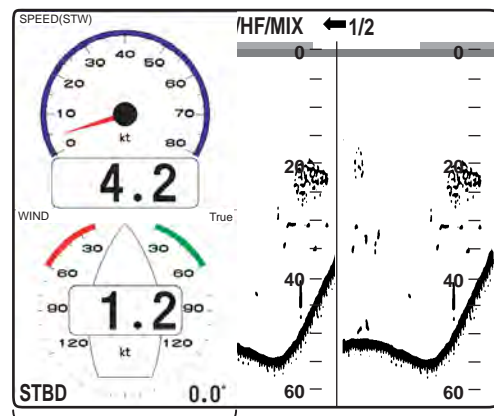 SPEED(STW)
0 10 20 30 40 50 60 70 80
kt
4.2
WIND True
30 30
60 60
90 90
120 120
1.2
kt
STBD 0.0°
/HF/MIX ⬅1/2
0 0
20 20
40 40
60 60